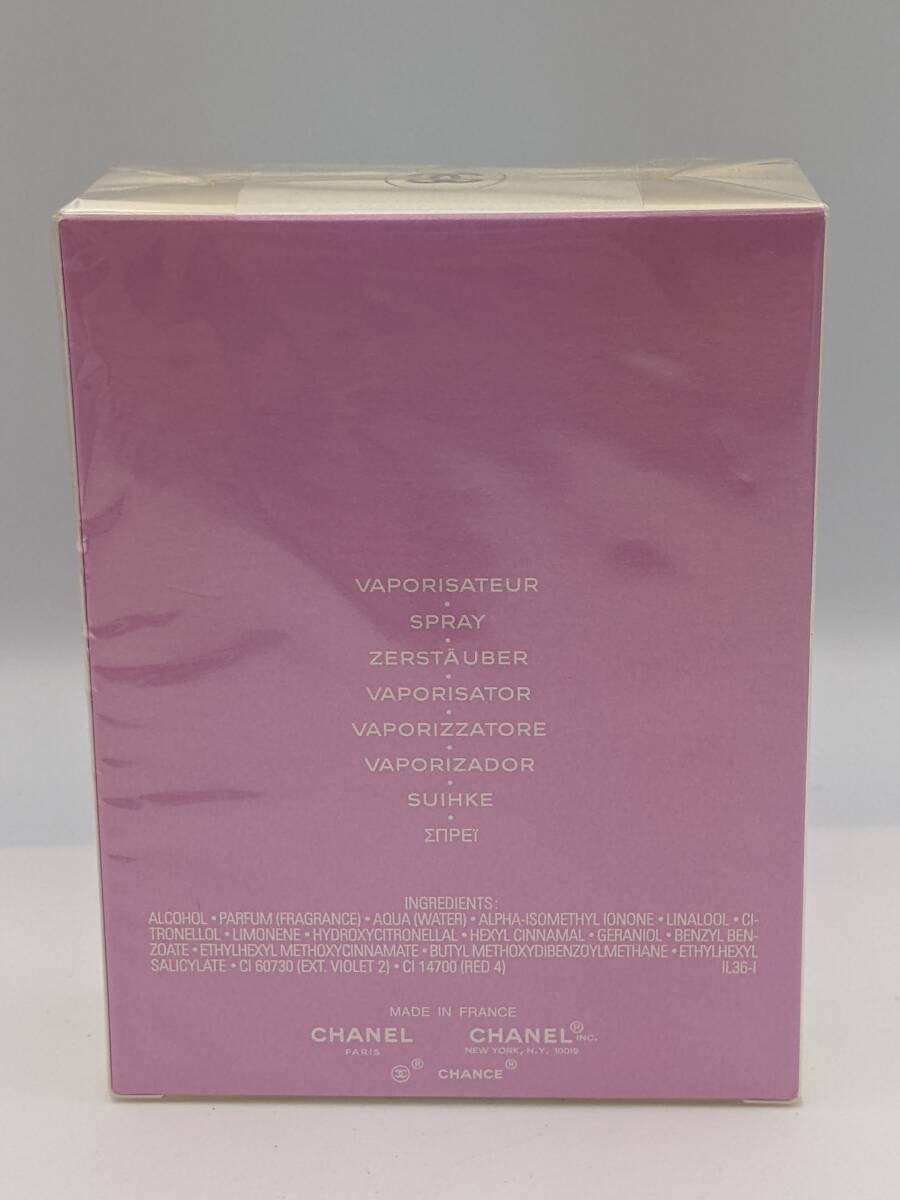 VAPORISATEUR
•
SPRAY
•
ZERSTÄUBER
•
VAPORISATOR
•
VAPORIZZATORE
•
VAPORIZADOR
•
SUIHKE
•
ΣΠΡΕΪ
INGREDIENTS:
ALCOHOL • PARFUM (FRAGRANCE) • AQUA (WATER) • ALPHA-ISOMETHYL IONONE • LINALOOL • CI-
TRONELLOL • LIMONENE • HYDROXYCITRONELLAL • HEXYL CINNAMAL • GERANIOL • BENZYL BEN-
ZOATE • ETHYLHEXYL METHOXYCINNAMATE • BUTYL METHOXYDIBENZOYLMETHANE • ETHYLHEXYL
SALICYLATE • CI 60730 (EXT. VIOLET 2) • CI 14700 (RED 4) IL36-I
MADE IN FRANCE
CHANEL CHANEL® INC.
PARIS NEW YORK, N.Y. 10019
® CHANCE®